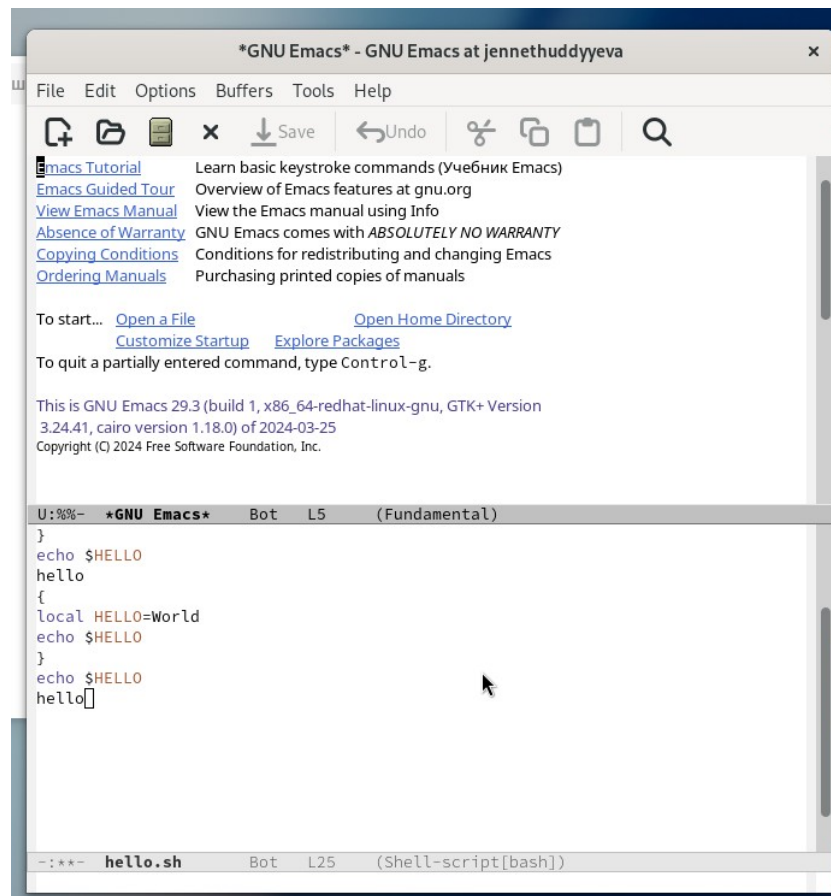 *GNU Emacs* - GNU Emacs at jennethuddyyeva
ш
File Edit Options Buffers Tools Help
Save Undo
Emacs Tutorial Learn basic keystroke commands (Учебник Emacs)
Emacs Guided Tour Overview of Emacs features at gnu.org
View Emacs Manual View the Emacs manual using Info
Absence of Warranty GNU Emacs comes with ABSOLUTELY NO WARRANTY
Copying Conditions Conditions for redistributing and changing Emacs
Ordering Manuals Purchasing printed copies of manuals
To start... Open a File Open Home Directory
Customize Startup Explore Packages
To quit a partially entered command, type Control-g.
This is GNU Emacs 29.3 (build 1, x86_64-redhat-linux-gnu, GTK+ Version
3.24.41, cairo version 1.18.0) of 2024-03-25
Copyright (C) 2024 Free Software Foundation, Inc.
U:%%- *GNU Emacs* Bot L5 (Fundamental)
}
echo $HELLO
hello
{
local HELLO=World
echo $HELLO
}
echo $HELLO
hello
-:**- hello.sh Bot L25 (Shell-script[bash])